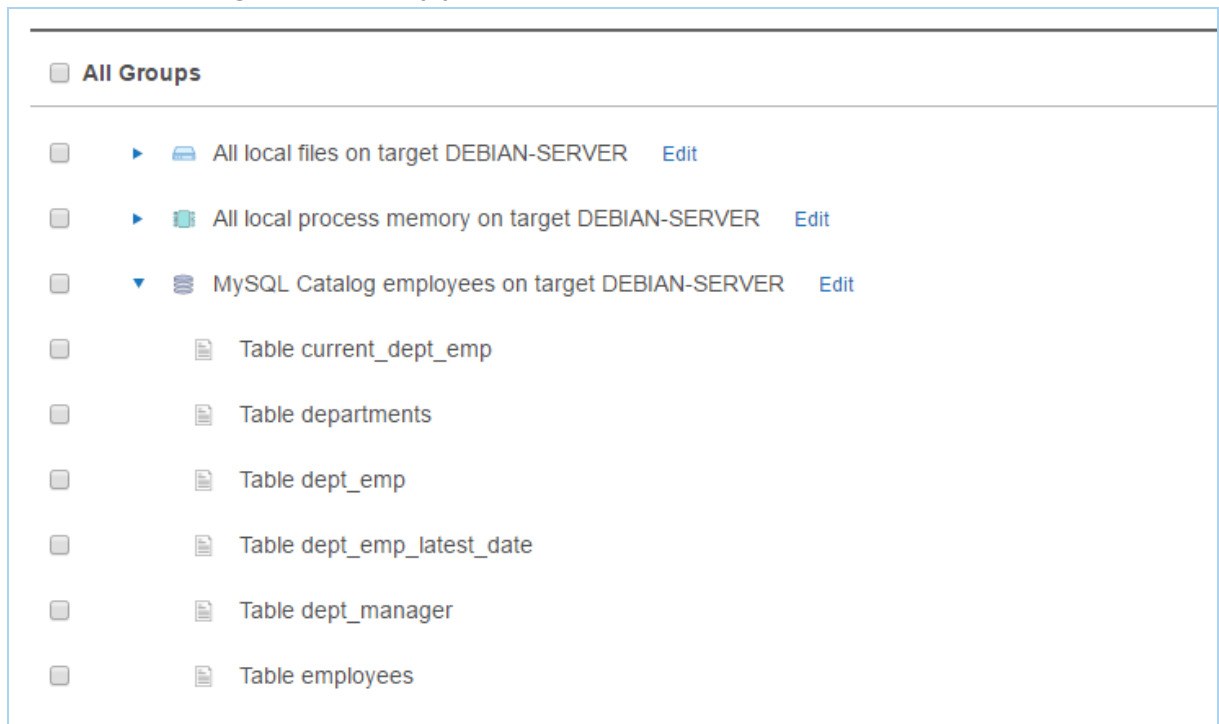 All Groups
All local files on target DEBIAN-SERVER Edit
All local process memory on target DEBIAN-SERVER Edit
MySQL Catalog employees on target DEBIAN-SERVER Edit
Table current_dept_emp
Table departments
Table dept_emp
Table dept_emp_latest_date
Table dept_manager
Table employees